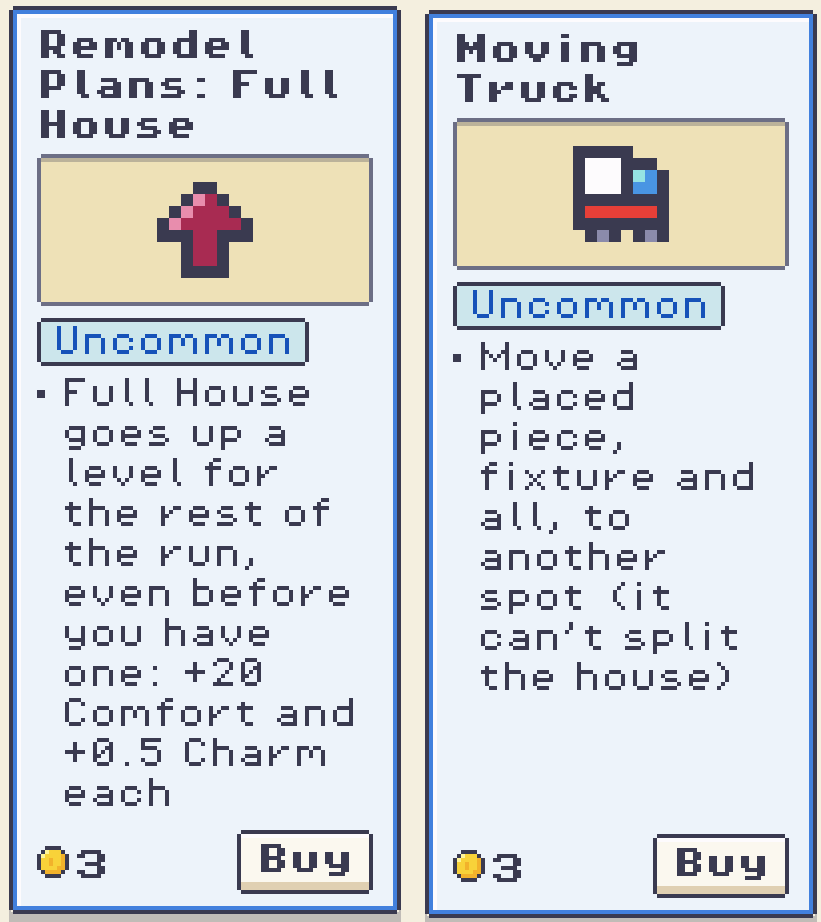 Remodel
Plans: Full
House
Uncommon
▪ Full House
goes up a
level for
the rest of
the run,
even before
you have
one: +20
Comfort and
+0.5 Charm
each
3
Buy
Moving
Truck
Uncommon
▪ Move a
placed
piece,
fixture and
all, to
another
spot (it
can't split
the house)
3
Buy